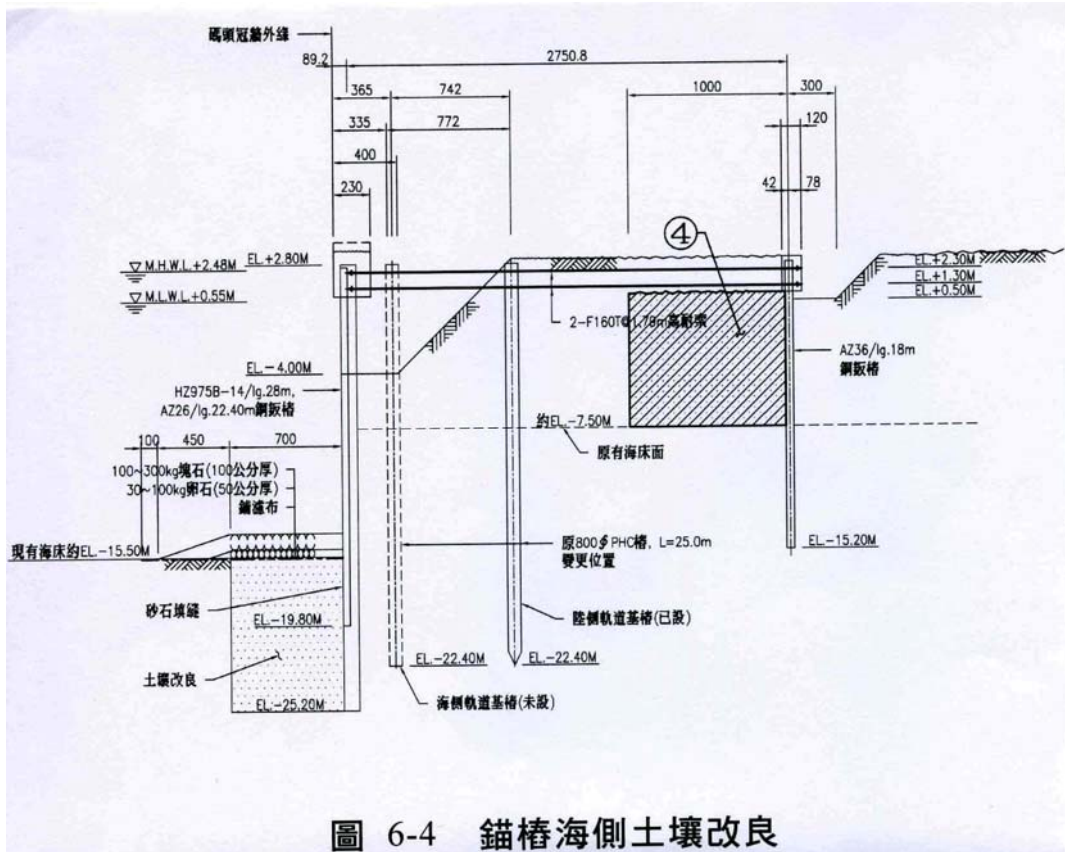 碼頭冠牆外緣
89.2
2750.8
365
742
1000
300
335
772
120
400
230
42
78
④
M.H.W.L.+2.48M
EL.+2.80M
M.L.W.L.+0.55M
EL.+2.30M
EL.+1.30M
EL.+0.50M
2-F160T@1.79m高耐索
EL.-4.00M
AZ36/lg.18m
鋼鈑樁
HZ975B-14/lg.28m,
AZ26/lg.22.40m鋼鈑樁
約EL.-7.50M
原有海床面
100
450
700
100~300kg塊石(100公分厚)
30~100kg卵石(50公分厚)
鋪濾布
現有海床約EL.-15.50M
原800∮PHC樁, L=25.0m
變更位置
EL.-15.20M
砂石填縫
EL.-19.80M
陸側軌道基樁(已設)
EL.-22.40M
EL.-22.40M
土壤改良
海側軌道基樁(未設)
EL.-25.20M
圖 6-4 錨樁海側土壤改良